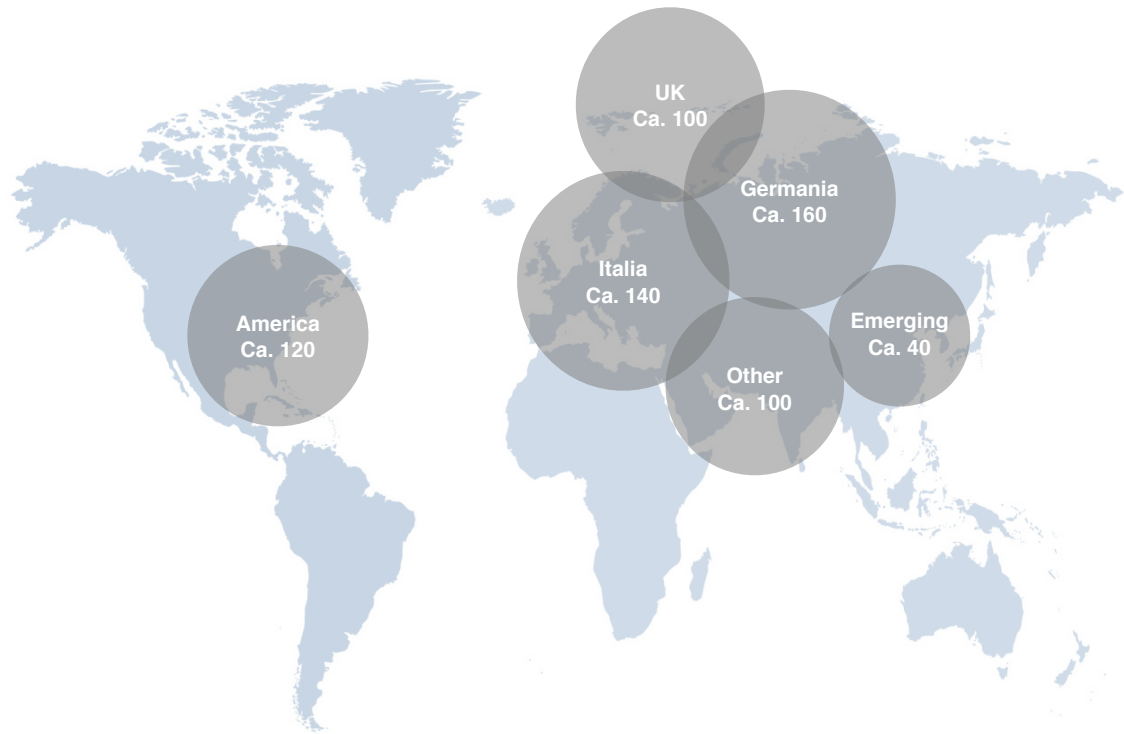 UK
Ca. 100
Germania
Ca. 160
Italia
Ca. 140
America
Ca. 120
Emerging
Ca. 40
Other
Ca. 100